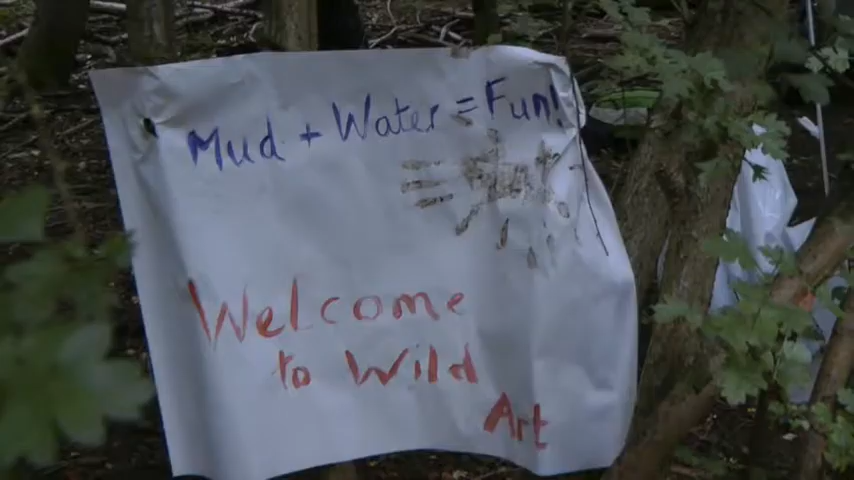 Mud + Water = Fun!
=
Welcome
to Wild
Art